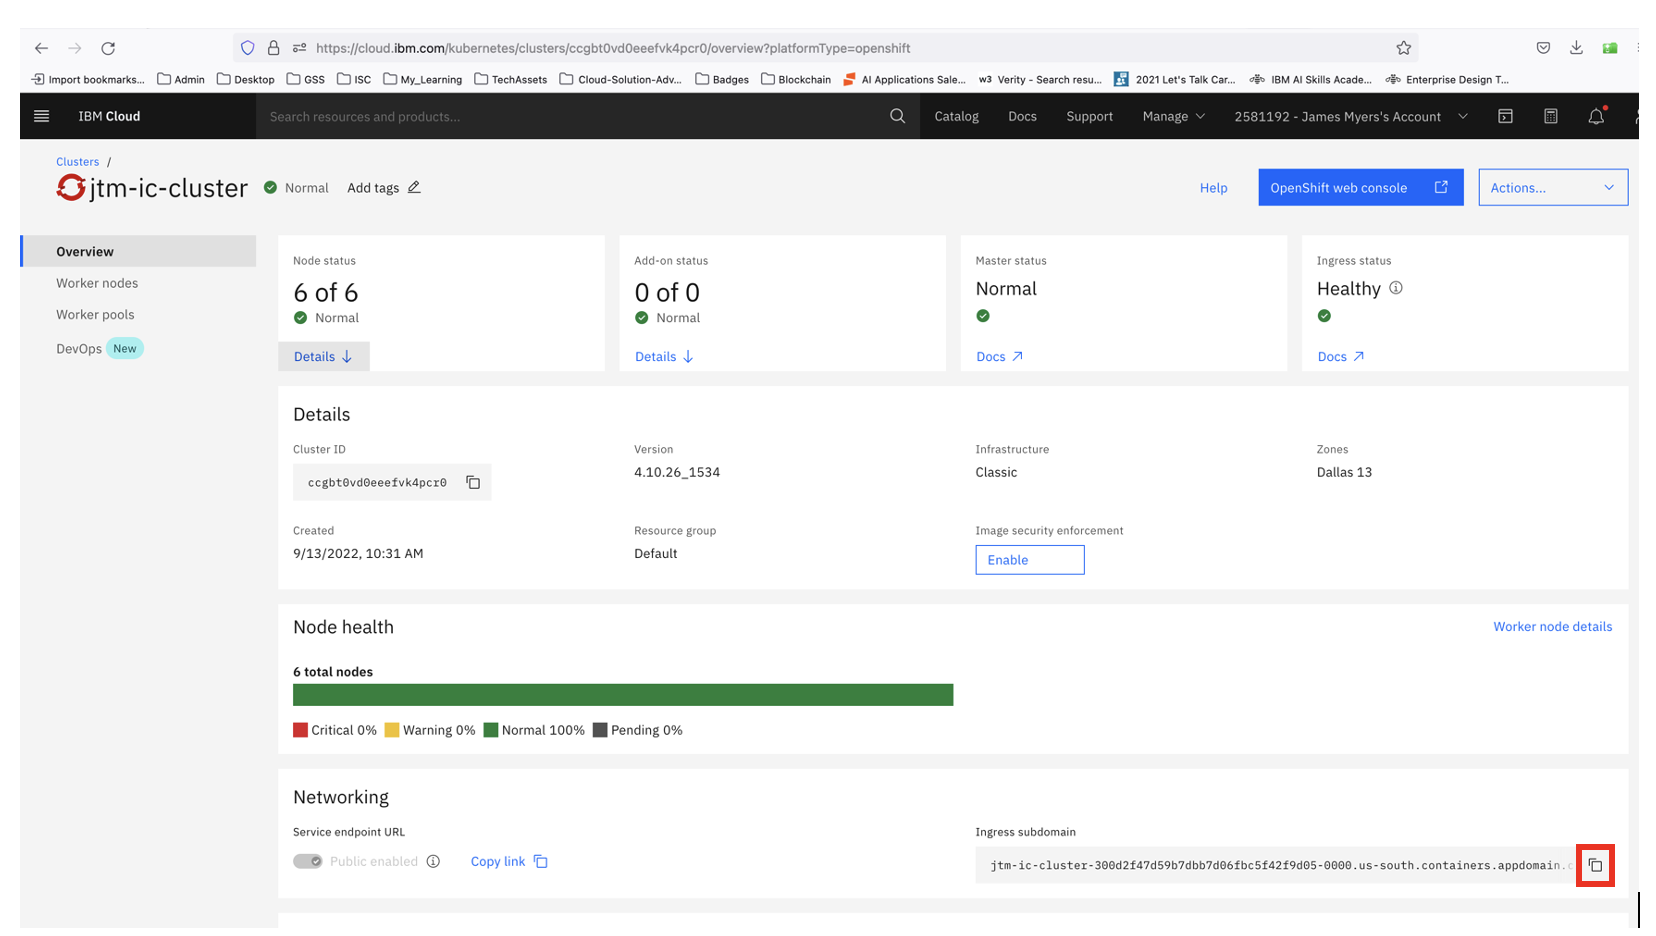 https://cloud.ibm.com/kubernetes/clusters/ccgbt0vd0eeefvk4pcr0/overview?platformType=openshift
Import bookmarks... Admin Desktop GSS ISC My_Learning TechAssets Cloud-Solution-Adv... Badges Blockchain AI Applications Sale... w3 Verity - Search resu... 2021 Let's Talk Car... IBM AI Skills Acade... Enterprise Design T...
IBM Cloud Search resources and products... Catalog Docs Support Manage 2581192 - James Myers's Account
Clusters /
jtm-ic-cluster Normal Add tags Help OpenShift web console Actions...
Overview
Worker nodes
Worker pools
DevOps New
Node status
6 of 6
Normal
Details
Add-on status
0 of 0
Normal
Details
Master status
Normal
Docs
Ingress status
Healthy
Docs
Details
Cluster ID
ccgbt0vd0eeefvk4pcr0
Version
4.10.26_1534
Infrastructure
Classic
Zones
Dallas 13
Created
9/13/2022, 10:31 AM
Resource group
Default
Image security enforcement
Enable
Node health Worker node details
6 total nodes
Critical 0% Warning 0% Normal 100% Pending 0%
Networking
Service endpoint URL
Public enabled Copy link
Ingress subdomain
jtm-ic-cluster-300d2f47d59b7dbb7d06fbc5f42f9d05-0000.us-south.containers.appdomain.c